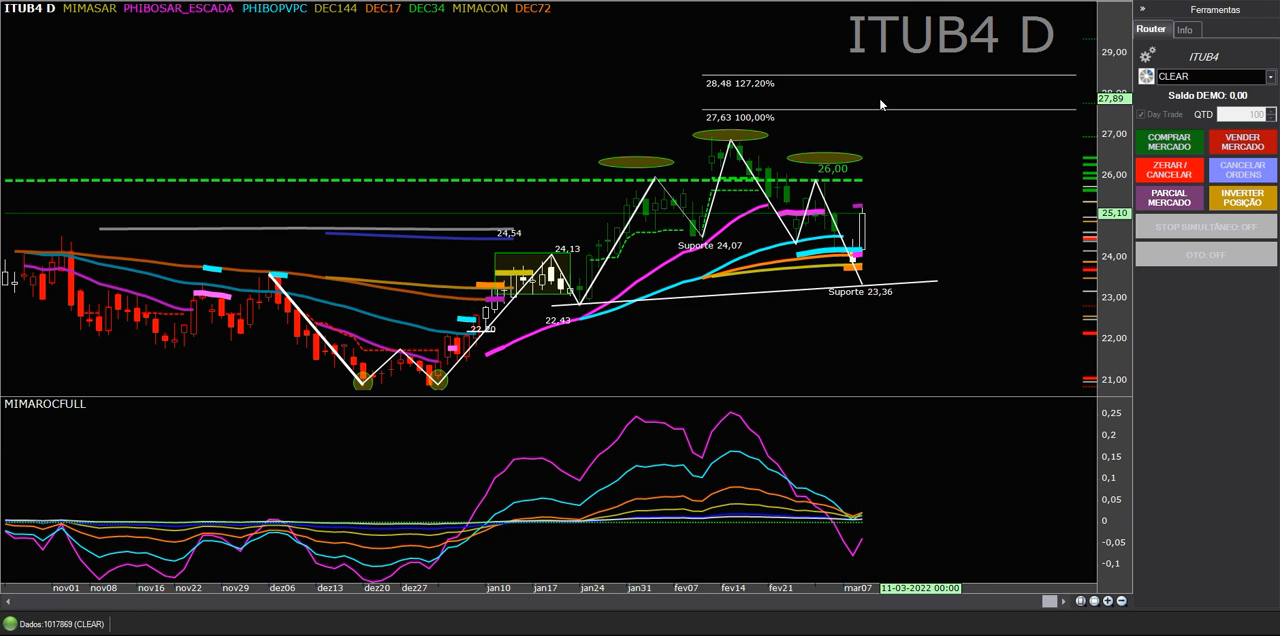 ITUB4 D MIMASAR PHIBOSAR_ESCADA PHIBOPVPC DEC144 DEC17 DEC34 MIMACON DEC72
ITUB4 D
28,48 127,20%
27,63 100,00%
26,00
24,54
24,13
Suporte 24,07
Suporte 23,36
22,43
29,00
27,89
27,00
26,00
25,10
24,00
23,00
22,00
21,00
MIMAROCFULL
0,25
0,2
0,15
0,1
0,05
0
-0,05
-0,1
nov01 nov08 nov16 nov22 nov29 dez06 dez13 dez20 dez27 jan10 jan17 jan24 jan31 fev07 fev14 fev21 mar07 11-03-2022 00:00
Dados:1017869 (CLEAR)
» Ferramentas
Router Info
ITUB4
CLEAR
Saldo DEMO: 0,00
Day Trade QTD 100
COMPRAR MERCADO
VENDER MERCADO
ZERAR / CANCELAR
CANCELAR ORDENS
PARCIAL MERCADO
INVERTER POSIÇÃO
STOP SIMULTÂNEO: OFF
OTO: OFF